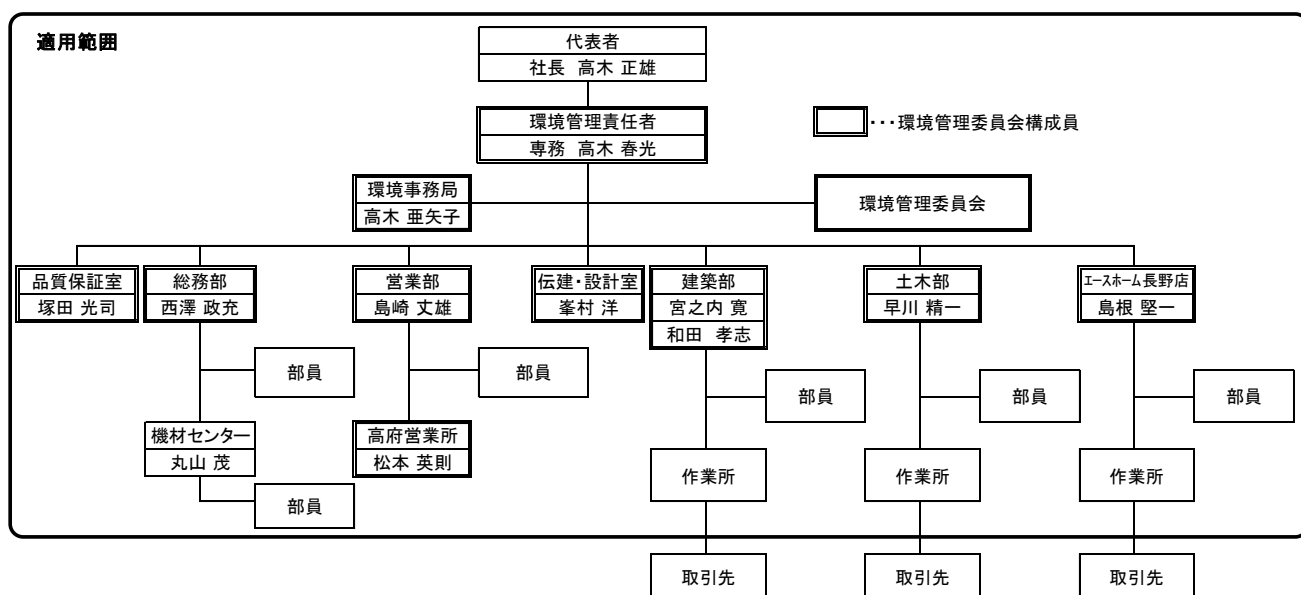 適用範囲
代表者
社長 高木 正雄
環境管理責任者
専務 高木 春光
・・・環境管理委員会構成員
環境事務局
高木 亜矢子
環境管理委員会
品質保証室
塚田 光司
総務部
西澤 政充
営業部
島崎 丈雄
伝建・設計室
峯村 洋
建築部
宮之内 寛
和田 孝志
土木部
早川 精一
エースホーム長野店
島根 堅一
部員
部員
部員
部員
部員
機材センター
丸山 茂
高府営業所
松本 英則
作業所
作業所
作業所
部員
取引先
取引先
取引先